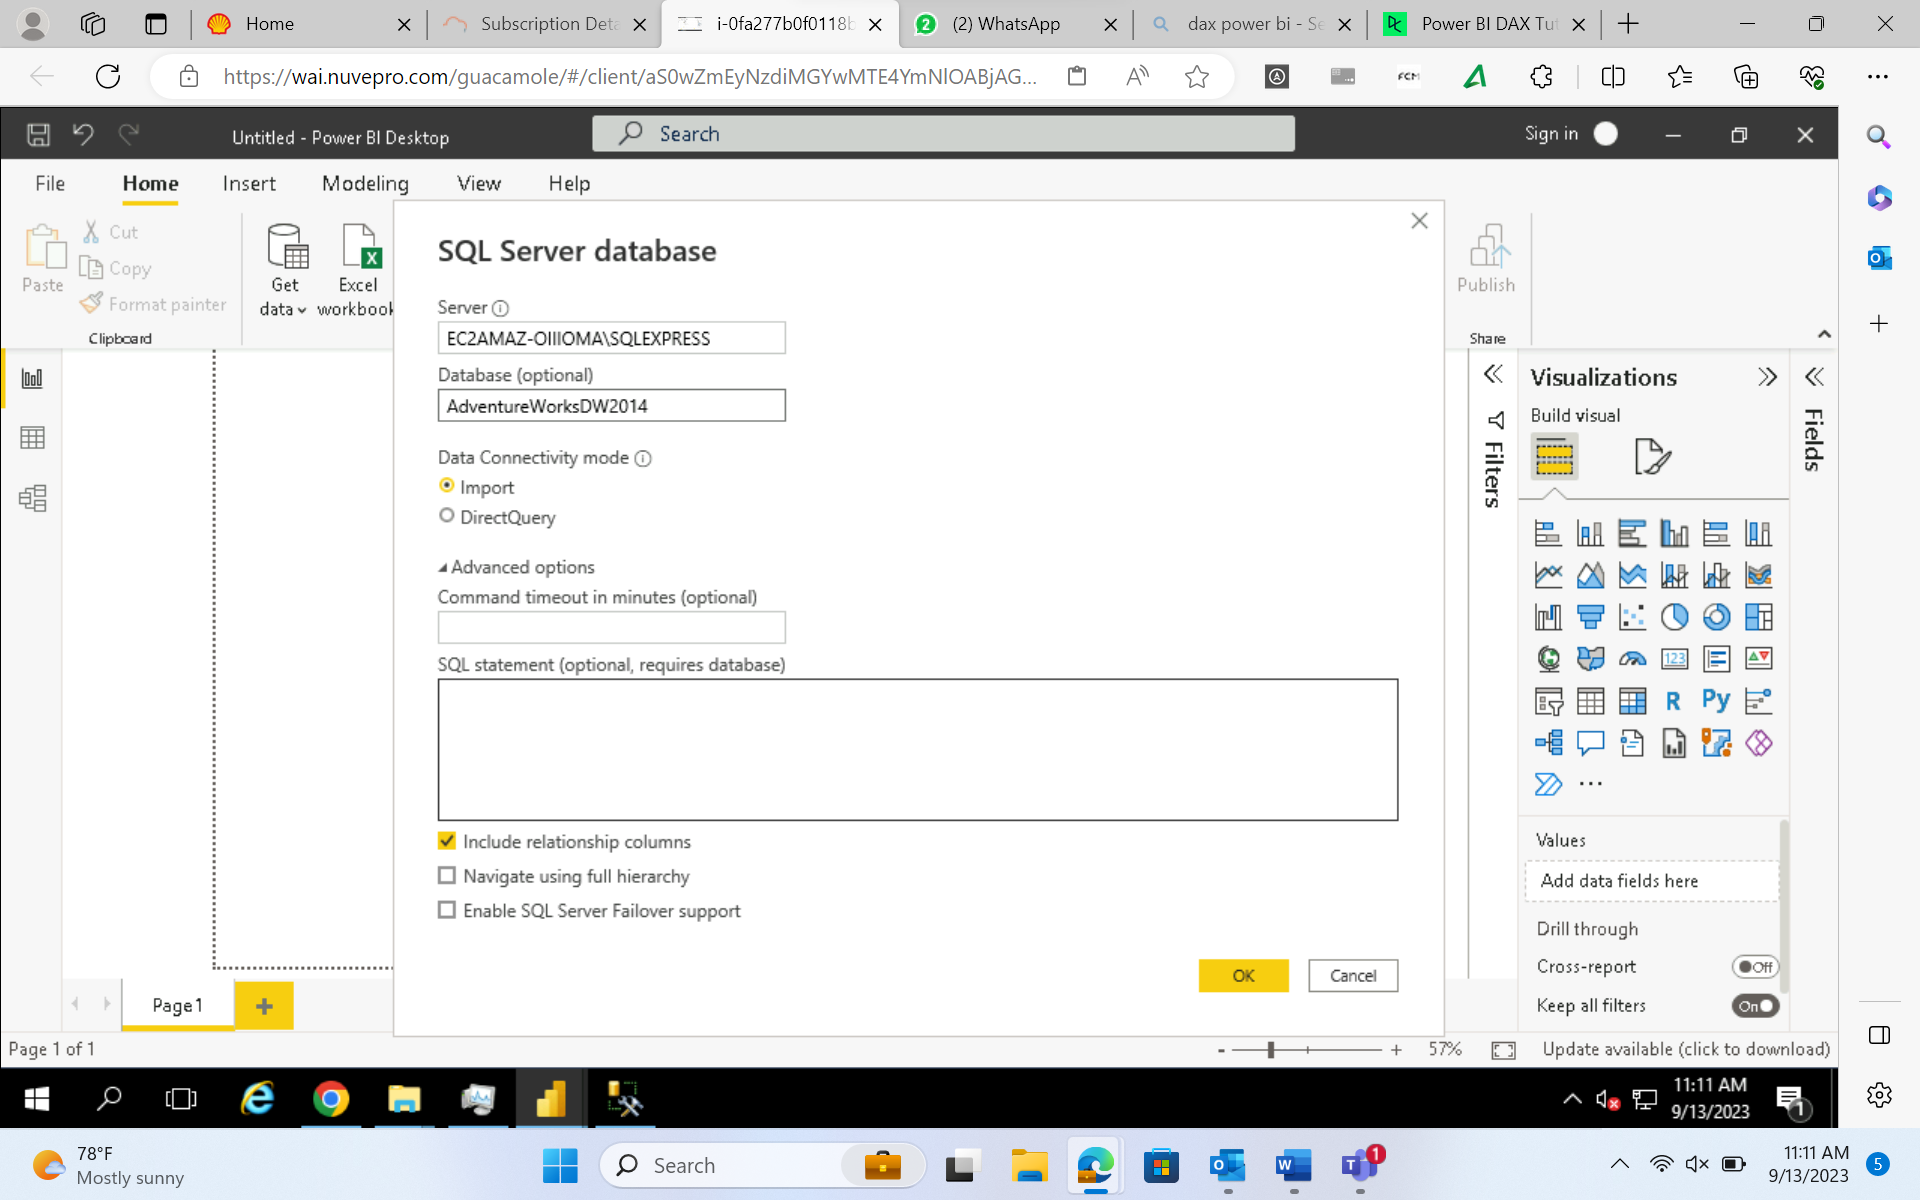 Home
Subscription Deta
i-0fa277b0f0118b
(2) WhatsApp
dax power bi - Se
Power BI DAX Tut
https://wai.nuvepro.com/guacamole/#/client/aS0wZmEyNzdiMGYwMTE4YmNlOABjAG...
FCM
Untitled - Power BI Desktop
Search
Sign in
File
Home
Insert
Modeling
View
Help
Paste
Cut
Copy
Format painter
Clipboard
Get
data
Excel
workbook
Publish
Share
SQL Server database
Server
EC2AMAZ-OIIIOMA\SQLEXPRESS
Database (optional)
AdventureWorksDW2014
Data Connectivity mode
Import
DirectQuery
Advanced options
Command timeout in minutes (optional)
SQL statement (optional, requires database)
Include relationship columns
Navigate using full hierarchy
Enable SQL Server Failover support
OK
Cancel
Filters
Visualizations
Build visual
Fields
123
R
Py
Values
Add data fields here
Drill through
Cross-report
Off
Keep all filters
On
Page 1
Page 1 of 1
- + 57%
Update available (click to download)
11:11 AM
9/13/2023
1
78°F
Mostly sunny
Search
1
11:11 AM
9/13/2023
5